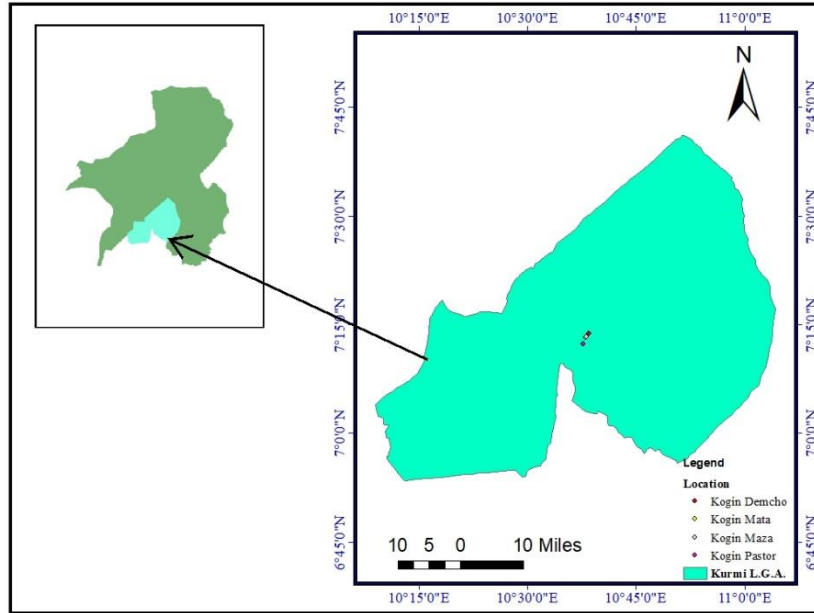 10°15'0"E 10°30'0"E 10°45'0"E 11°0'0"E
N
7°45'0"N 7°45'0"N
7°30'0"N 7°30'0"N
7°15'0"N 7°15'0"N
7°0'0"N 7°0'0"N
6°45'0"N 6°45'0"N
Legend
Location
Kogin Demcho
Kogin Mata
Kogin Maza
Kogin Pastor
Kurmi L.G.A.
10 5 0 10 Miles
10°15'0"E 10°30'0"E 10°45'0"E 11°0'0"E